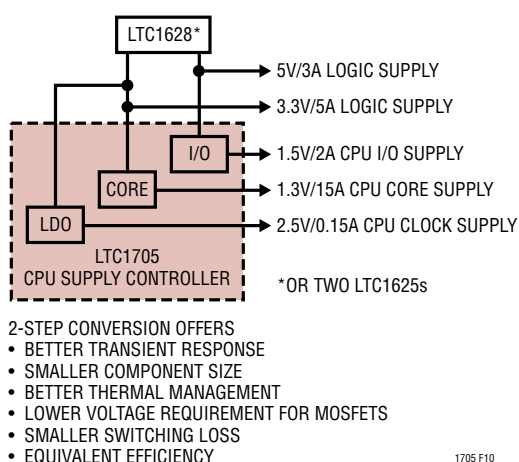 LTC1628*
5V/3A LOGIC SUPPLY
3.3V/5A LOGIC SUPPLY
I/O
1.5V/2A CPU I/O SUPPLY
CORE
1.3V/15A CPU CORE SUPPLY
LDO
2.5V/0.15A CPU CLOCK SUPPLY
LTC1705
CPU SUPPLY CONTROLLER
*OR TWO LTC1625s
2-STEP CONVERSION OFFERS
• BETTER TRANSIENT RESPONSE
• SMALLER COMPONENT SIZE
• BETTER THERMAL MANAGEMENT
• LOWER VOLTAGE REQUIREMENT FOR MOSFETS
• SMALLER SWITCHING LOSS
• EQUIVALENT EFFICIENCY
1705 F10